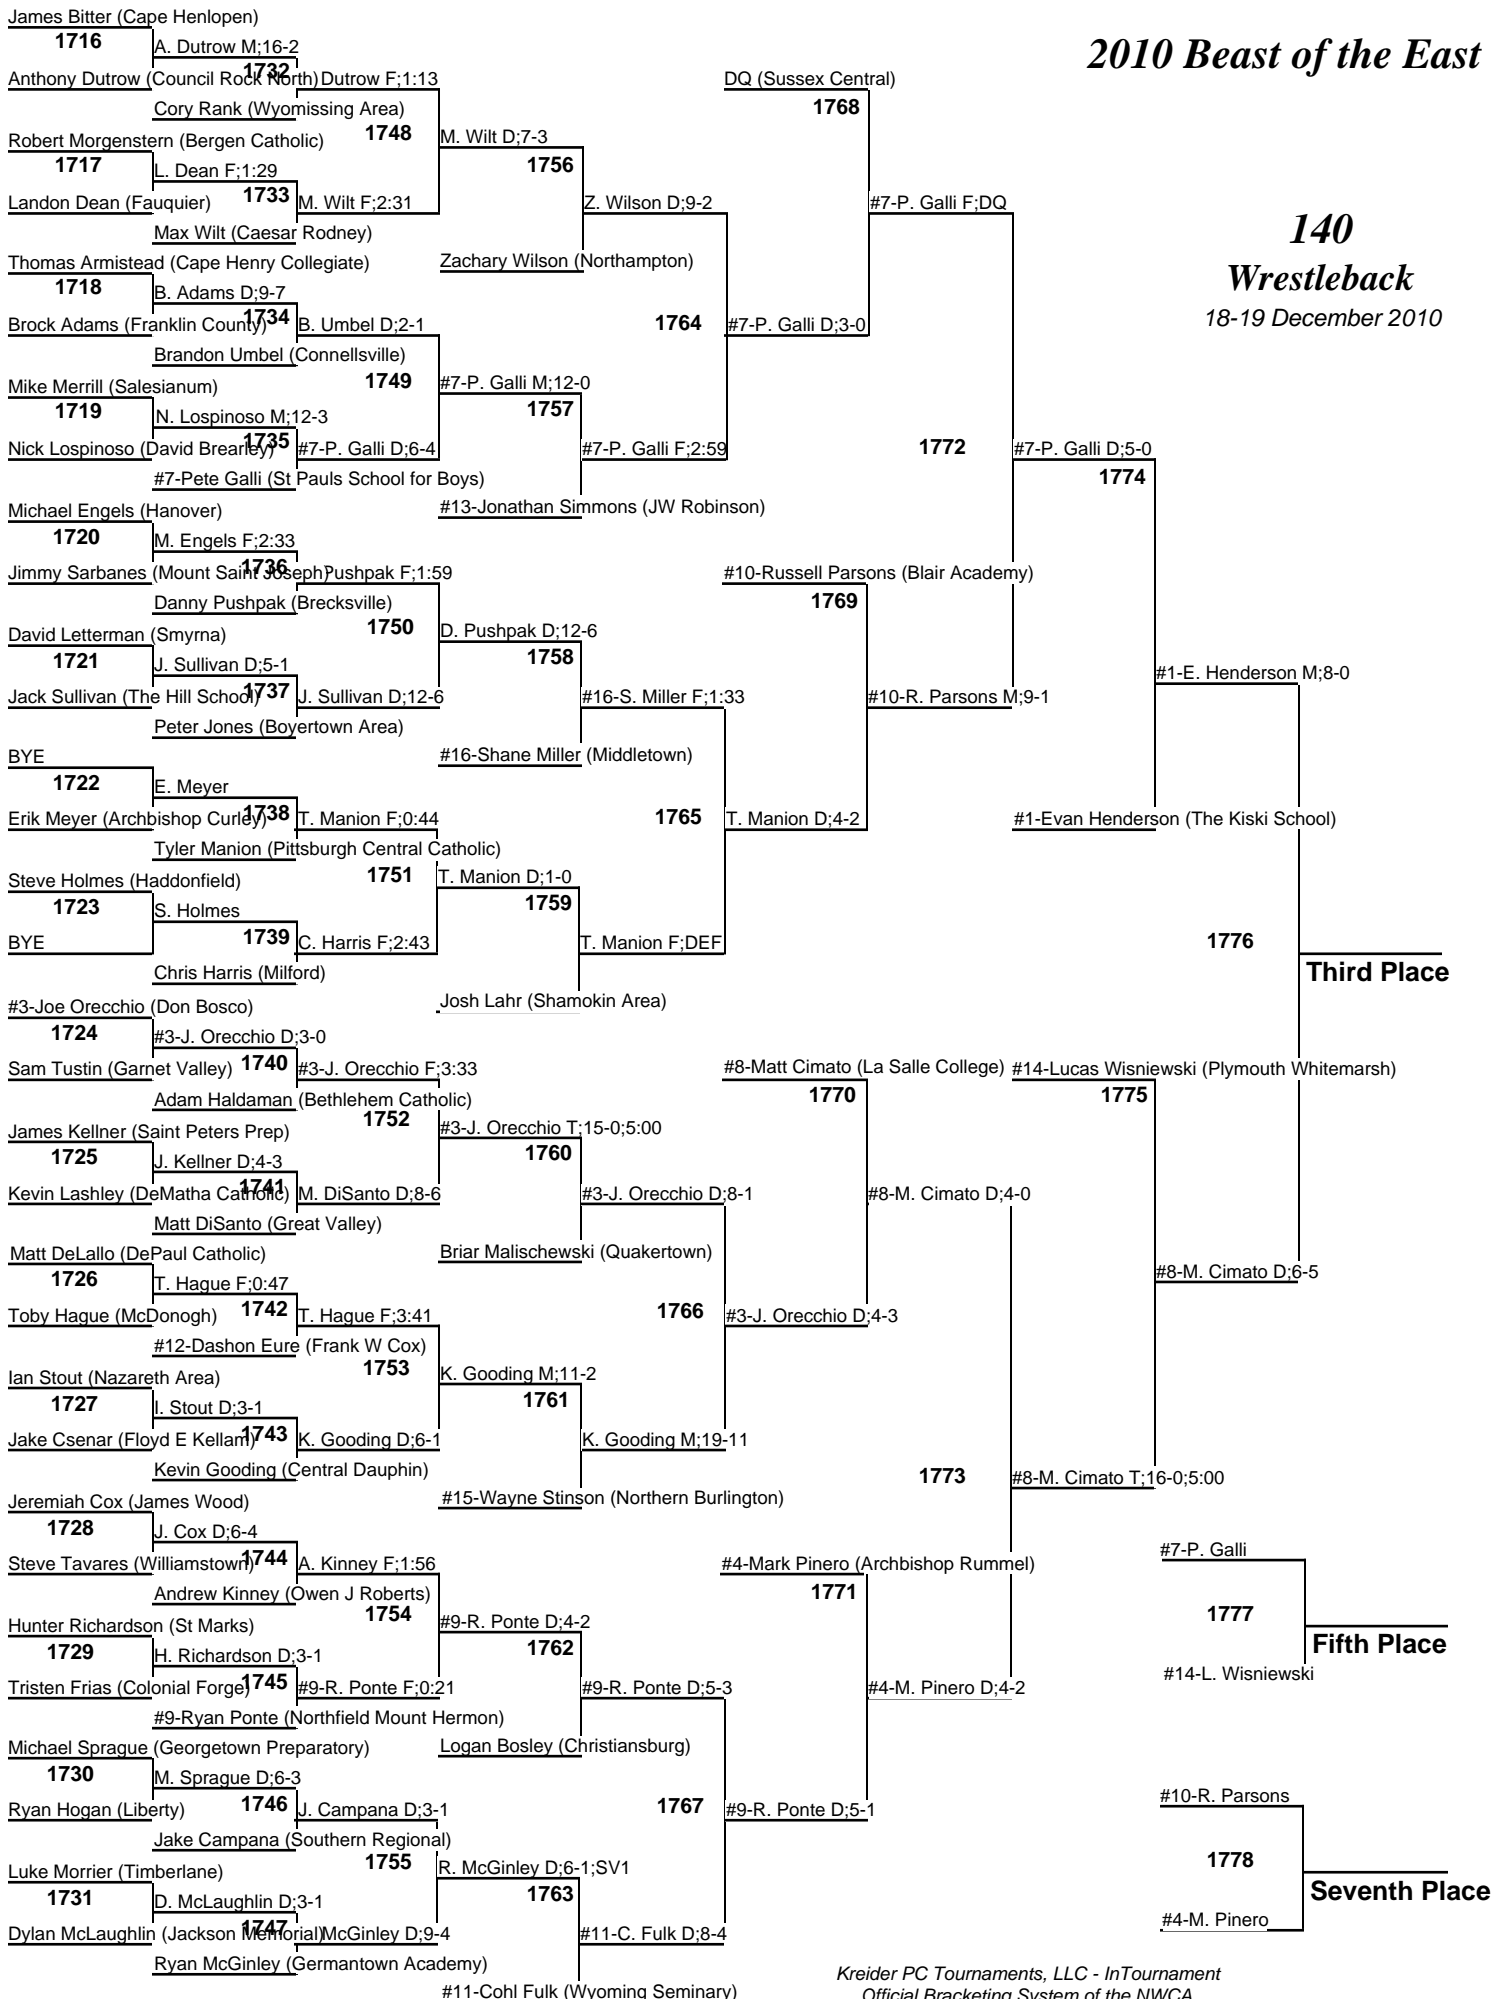 2010 Beast of the East
140
Wrestleback
18-19 December 2010
James Bitter (Cape Henlopen)
1716
A. Dutrow M;16-2
1732
Anthony Dutrow (Council Rock North)
Dutrow F;1:13
Cory Rank (Wyomissing Area)
1748
Robert Morgenstern (Bergen Catholic)
M. Wilt D;7-3
1717
1756
L. Dean F;1:29
1733
Landon Dean (Fauquier)
M. Wilt F;2:31
Z. Wilson D;9-2
Max Wilt (Caesar Rodney)
Thomas Armistead (Cape Henry Collegiate)
Zachary Wilson (Northampton)
1718
B. Adams D;9-7
1734
Brock Adams (Franklin County)
B. Umbel D;2-1
1764
#7-P. Galli D;3-0
Brandon Umbel (Connellsville)
1749
Mike Merrill (Salesianum)
#7-P. Galli M;12-0
1719
1757
N. Lospinoso M;12-3
1735
Nick Lospinoso (David Brearley)
#7-P. Galli D;6-4
#7-P. Galli F;2:59
#7-Pete Galli (St Pauls School for Boys)
#13-Jonathan Simmons (JW Robinson)
DQ (Sussex Central)
1768
#7-P. Galli F;DQ
1772
#7-P. Galli D;5-0
1774
Michael Engels (Hanover)
1720
M. Engels F;2:33
1736
Jimmy Sarbanes (Mount Saint Joseph)
Pushpak F;1:59
#10-Russell Parsons (Blair Academy)
Danny Pushpak (Brecksville)
1750
1769
David Letterman (Smyrna)
D. Pushpak D;12-6
1721
1758
J. Sullivan D;5-1
#1-E. Henderson M;8-0
1737
Jack Sullivan (The Hill School)
J. Sullivan D;12-6
#16-S. Miller F;1:33
#10-R. Parsons M;9-1
Peter Jones (Boyertown Area)
BYE
#16-Shane Miller (Middletown)
1722
E. Meyer
1738
Erik Meyer (Archbishop Curley)
T. Manion F;0:44
1765
T. Manion D;4-2
#1-Evan Henderson (The Kiski School)
Tyler Manion (Pittsburgh Central Catholic)
1751
Steve Holmes (Haddonfield)
T. Manion D;1-0
1723
1759
S. Holmes
1739
BYE
C. Harris F;2:43
T. Manion F;DEF
1776
Chris Harris (Milford)
Third Place
#3-Joe Orecchio (Don Bosco)
Josh Lahr (Shamokin Area)
1724
#3-J. Orecchio D;3-0
1740
Sam Tustin (Garnet Valley)
#3-J. Orecchio F;3:33
#8-Matt Cimato (La Salle College)
#14-Lucas Wisniewski (Plymouth Whitemarsh)
Adam Haldaman (Bethlehem Catholic)
1770
1775
1752
James Kellner (Saint Peters Prep)
#3-J. Orecchio T;15-0;5:00
1725
1760
J. Kellner D;4-3
1741
Kevin Lashley (DeMatha Catholic)
M. DiSanto D;8-6
#3-J. Orecchio D;8-1
#8-M. Cimato D;4-0
Matt DiSanto (Great Valley)
Matt DeLallo (DePaul Catholic)
Briar Malischewski (Quakertown)
1726
T. Hague F;0:47
#8-M. Cimato D;6-5
1742
Toby Hague (McDonogh)
T. Hague F;3:41
1766
#3-J. Orecchio D;4-3
#12-Dashon Eure (Frank W Cox)
1753
Ian Stout (Nazareth Area)
K. Gooding M;11-2
1727
1761
I. Stout D;3-1
1743
Jake Csenar (Floyd E Kellam)
K. Gooding D;6-1
K. Gooding M;19-11
Kevin Gooding (Central Dauphin)
1773
#8-M. Cimato T;16-0;5:00
#15-Wayne Stinson (Northern Burlington)
Jeremiah Cox (James Wood)
1728
J. Cox D;6-4
1744
Steve Tavares (Williamstown)
A. Kinney F;1:56
#4-Mark Pinero (Archbishop Rummel)
#7-P. Galli
Andrew Kinney (Owen J Roberts)
1771
1754
1777
Hunter Richardson (St Marks)
#9-R. Ponte D;4-2
Fifth Place
1729
1762
H. Richardson D;3-1
#14-L. Wisniewski
1745
Tristen Frias (Colonial Forge)
#9-R. Ponte F;0:21
#9-R. Ponte D;5-3
#4-M. Pinero D;4-2
#9-Ryan Ponte (Northfield Mount Hermon)
Michael Sprague (Georgetown Preparatory)
Logan Bosley (Christiansburg)
1730
M. Sprague D;6-3
1746
Ryan Hogan (Liberty)
J. Campana D;3-1
1767
#9-R. Ponte D;5-1
#10-R. Parsons
Jake Campana (Southern Regional)
1755
1778
Luke Morrier (Timberlane)
R. McGinley D;6-1;SV1
Seventh Place
1731
1763
D. McLaughlin D;3-1
#4-M. Pinero
1747
Dylan McLaughlin (Jackson Memorial)
McGinley D;9-4
#11-C. Fulk D;8-4
Ryan McGinley (Germantown Academy)
#11-Cohl Fulk (Wyoming Seminary)
Kreider PC Tournaments, LLC - InTournament
Official Bracketing System of the NWCA